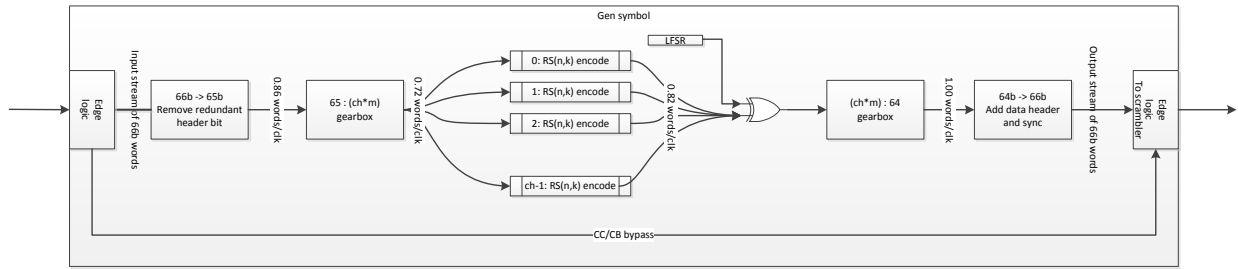 Gen symbol
Edge
logic
Input stream of 66b words
66b -> 65b
Remove redundant
header bit
0.86 words/clk
65 : (ch*m)
gearbox
0.72 words/clk
0: RS(n,k) encode
1: RS(n,k) encode
2: RS(n,k) encode
ch-1: RS(n,k) encode
LFSR
0.82 words/clk
(ch*m) : 64
gearbox
1.00 words/clk
64b -> 66b
Add data header
and sync
Output stream of 66b words
Edge
logic
To scrambler
CC/CB bypass